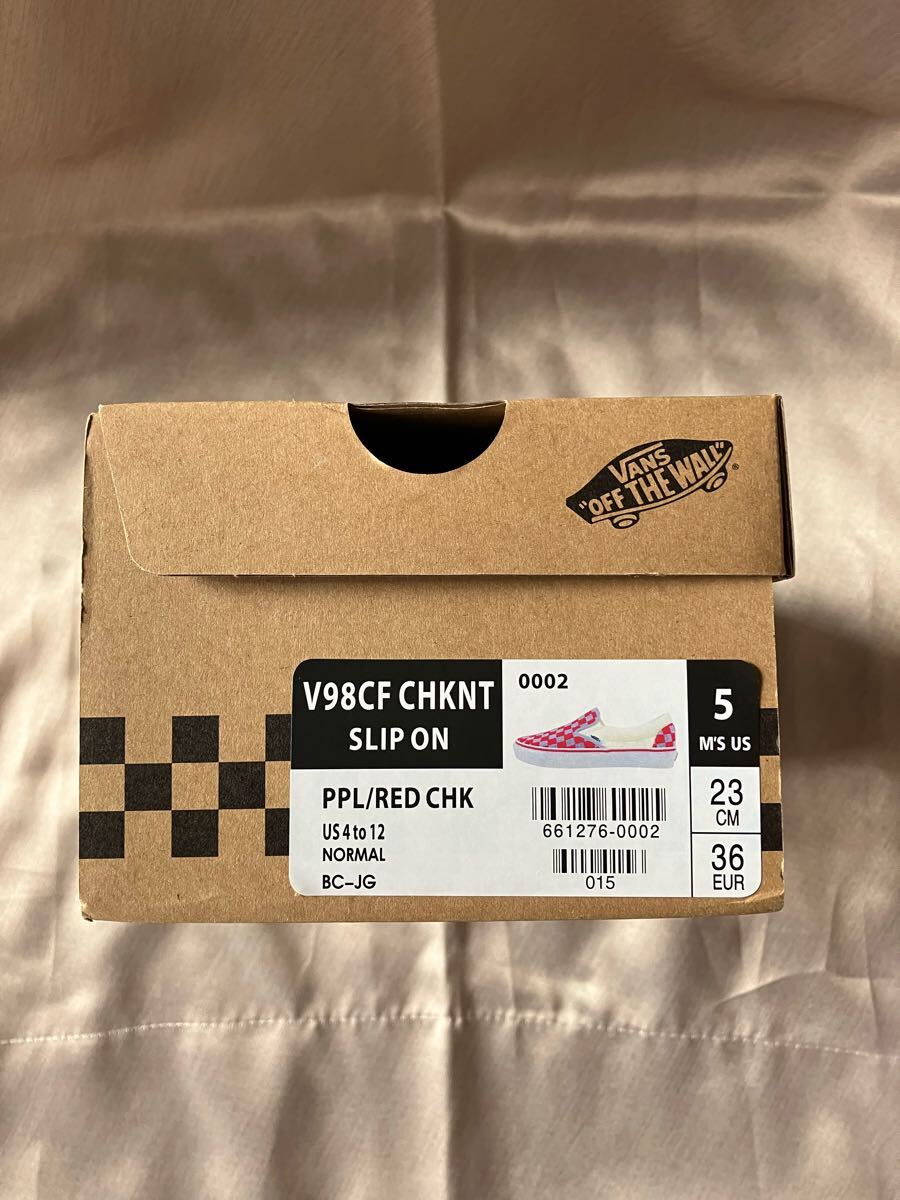 VANS
"OFF THE WALL"
®
V98CF CHKNT
SLIP ON
0002
5
M'S US
PPL/RED CHK
US 4 to 12
NORMAL
BC-JG
661276-0002
015
23
CM
36
EUR